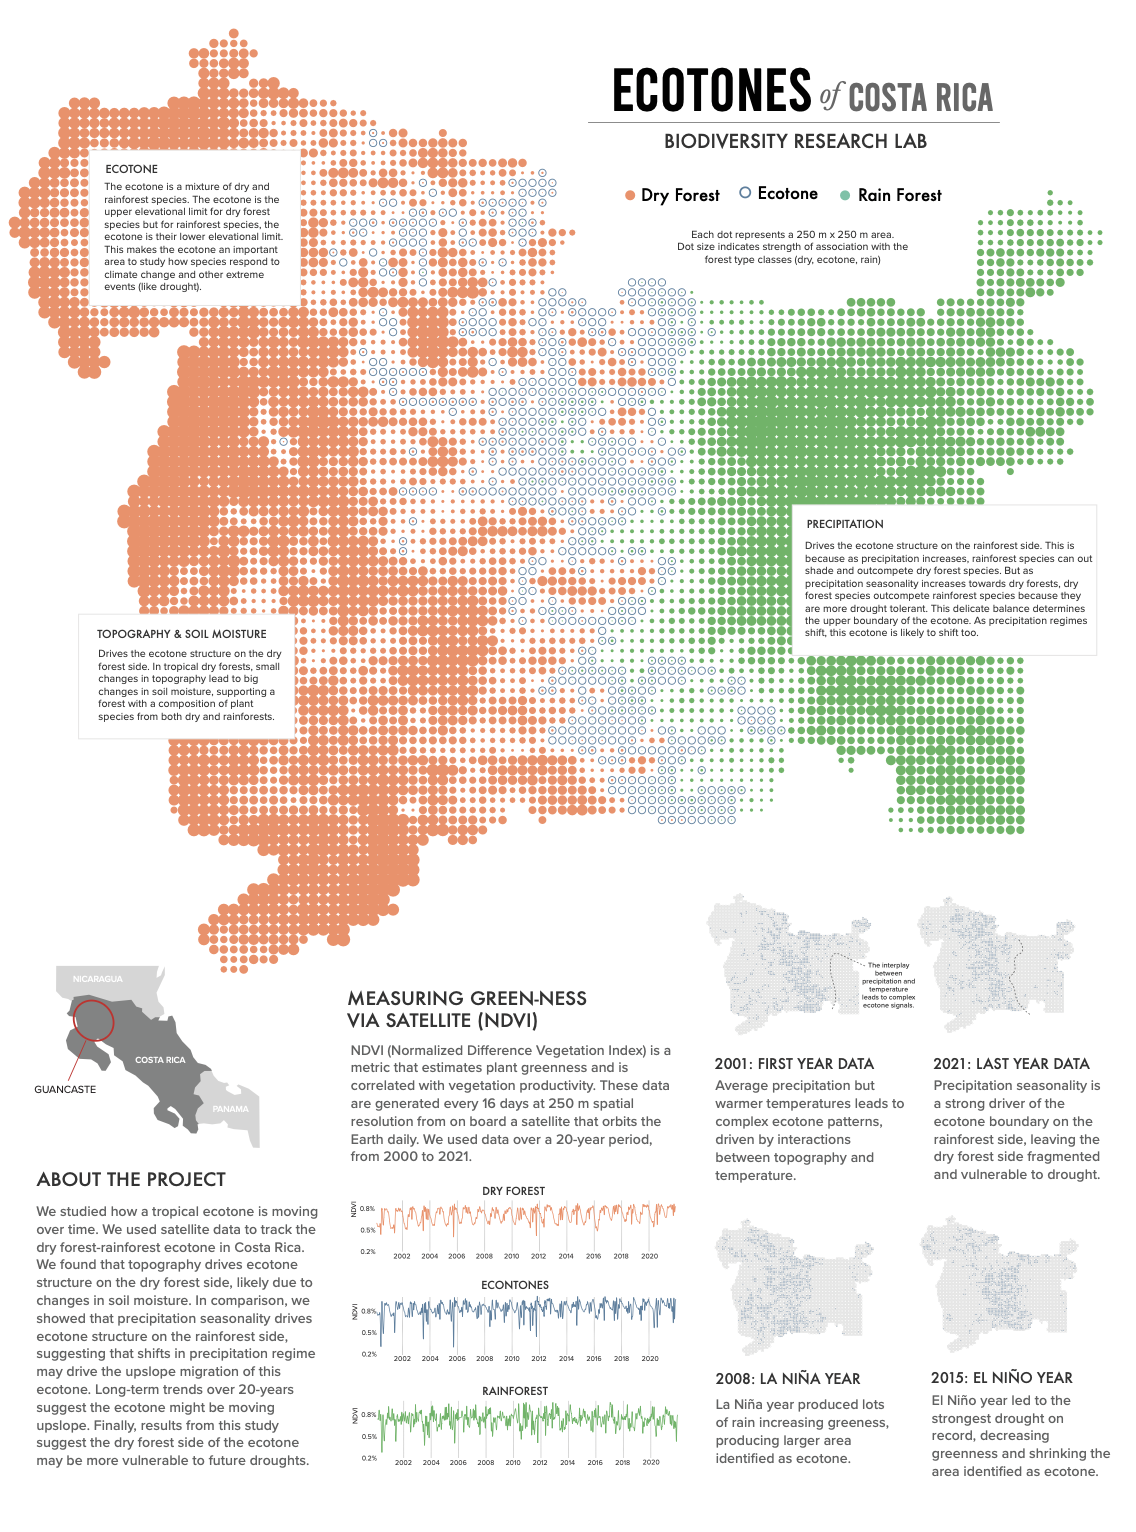 ECOTONES of COSTA RICA
BIODIVERSITY RESEARCH LAB
Dry Forest
Ecotone
Rain Forest
Each dot represents a 250 m x 250 m area.
Dot size indicates strength of association with the
forest type classes (dry, ecotone, rain)
ECOTONE
The ecotone is a mixture of dry and
rainforest species. The ecotone is the
upper elevational limit for dry forest
species but for rainforest species, the
ecotone is their lower elevational limit.
This makes the ecotone an important
area to study how species respond to
climate change and other extreme
events (like drought).
PRECIPITATION
Drives the ecotone structure on the rainforest side. This is
because as precipitation increases, rainforest species can out
shade and outcompete dry forest species. But as
precipitation seasonality increases towards dry forests, dry
forest species outcompete rainforest species because they
are more drought tolerant. This delicate balance determines
the upper boundary of the ecotone. As precipitation regimes
shift, this ecotone is likely to shift too.
TOPOGRAPHY & SOIL MOISTURE
Drives the ecotone structure on the dry
forest side. In tropical dry forests, small
changes in topography lead to big
changes in soil moisture, supporting a
forest with a composition of plant
species from both dry and rainforests.
NICARAGUA
COSTA RICA
PANAMA
GUANCASTE
ABOUT THE PROJECT
We studied how a tropical ecotone is moving
over time. We used satellite data to track the
dry forest-rainforest ecotone in Costa Rica.
We found that topography drives ecotone
structure on the dry forest side, likely due to
changes in soil moisture. In comparison, we
showed that precipitation seasonality drives
ecotone structure on the rainforest side,
suggesting that shifts in precipitation regime
may drive the upslope migration of this
ecotone. Long-term trends over 20-years
suggest the ecotone might be moving
upslope. Finally, results from this study
suggest the dry forest side of the ecotone
may be more vulnerable to future droughts.
MEASURING GREEN-NESS
VIA SATELLITE (NDVI)
NDVI (Normalized Difference Vegetation Index) is a
metric that estimates plant greenness and is
correlated with vegetation productivity. These data
are generated every 16 days at 250 m spatial
resolution from on board a satellite that orbits the
Earth daily. We used data over a 20-year period,
from 2000 to 2021.
DRY FOREST
NDVI
0.8%
0.5%
0.2%
2002 2004 2006 2008 2010 2012 2014 2016 2018 2020
ECONTONES
NDVI
0.8%
0.5%
0.2%
2002 2004 2006 2008 2010 2012 2014 2016 2018 2020
RAINFOREST
NDVI
0.8%
0.5%
0.2%
2002 2004 2006 2008 2010 2012 2014 2016 2018 2020
The interplay
between
precipitation and
temperature
leads to complex
ecotone signals.
2001: FIRST YEAR DATA
Average precipitation but
warmer temperatures leads to
complex ecotone patterns,
driven by interactions
between topography and
temperature.
2021: LAST YEAR DATA
Precipitation seasonality is
a strong driver of the
ecotone boundary on the
rainforest side, leaving the
dry forest side fragmented
and vulnerable to drought.
2008: LA NIÑA YEAR
La Niña year produced lots
of rain increasing greeness,
producing larger area
identified as ecotone.
2015: EL NIÑO YEAR
El Niño year led to the
strongest drought on
record, decreasing
greenness and shrinking the
area identified as ecotone.